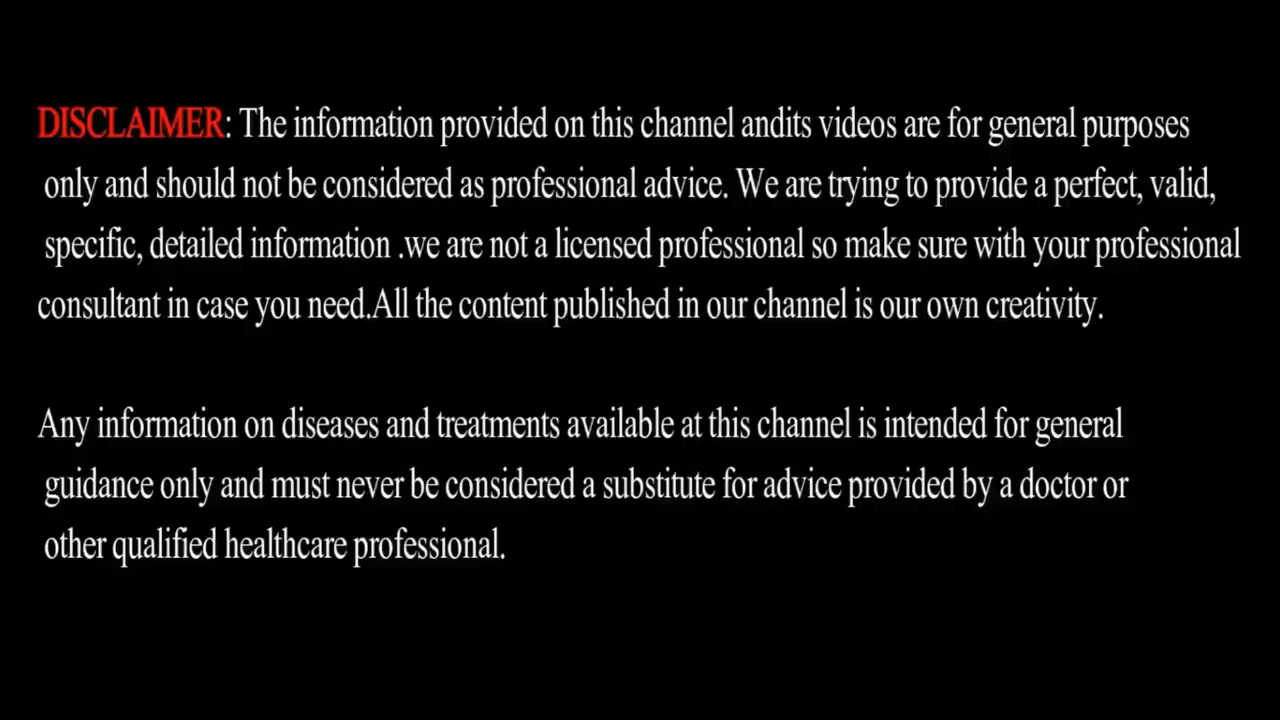 DISCLAIMER: The information provided on this channel andits videos are for general purposes
only and should not be considered as professional advice. We are trying to provide a perfect, valid,
specific, detailed information .we are not a licensed professional so make sure with your professional
consultant in case you need.All the content published in our channel is our own creativity.
Any information on diseases and treatments available at this channel is intended for general
guidance only and must never be considered a substitute for advice provided by a doctor or
other qualified healthcare professional.